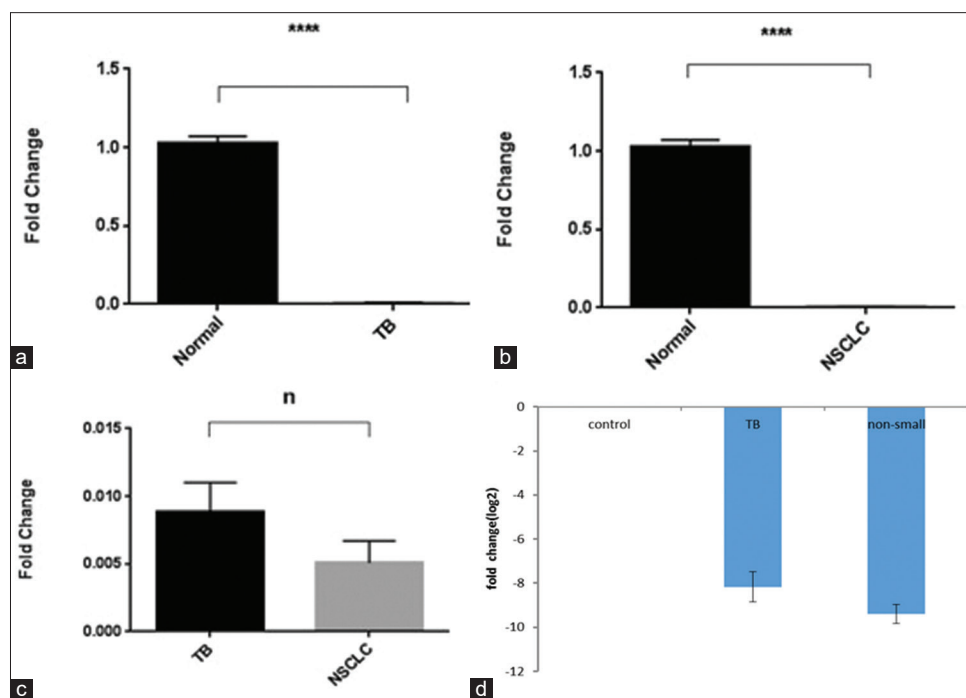 ****
1.5
1.0
0.5
0.0
Fold Change
Normal
TB
a
****
1.5
1.0
0.5
0.0
Fold Change
Normal
NSCLC
b
n
0.015
0.010
0.005
0.000
Fold Change
TB
NSCLC
c
0
-2
-4
-6
-8
-10
-12
fold change(log2)
control
TB
non-small
d